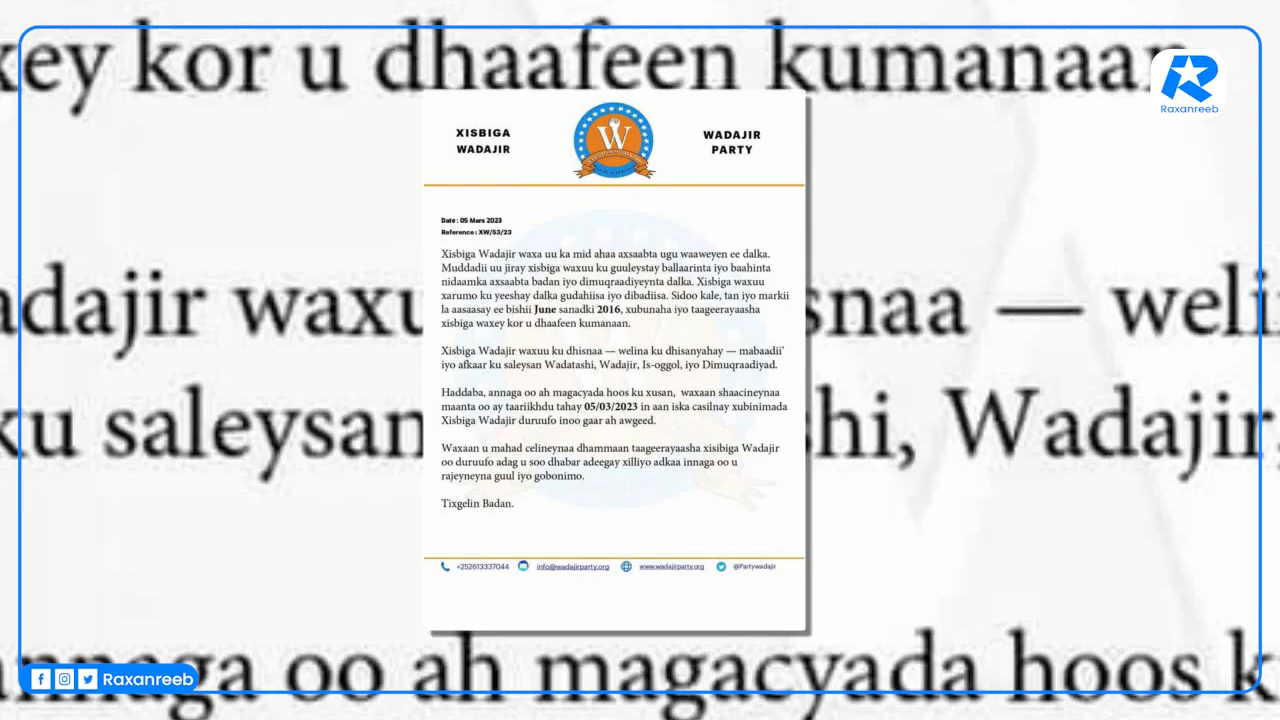 xey kor u dhaafeen kumanaan
Raxanreeb
XISBIGA
WADAJIR
W
WADAJIR
PARTY
Date : 05 Mars 2023
Reference : XW/53/23
Xisbiga Wadajir waxa uu ka mid ahaa axsaabta ugu waaweyen ee dalka.
Muddadii uu jiray xisbiga waxuu ku guuleystay ballaarinta iyo baahinta
nidaamka axsaabta badan iyo dimuqraadiyeynta dalka. Xisbiga waxuu
xarumo ku yeeshay dalka gudahiisa iyo dibadiisa. Sidoo kale, tan iyo markii
la aasaasay ee bishii June sanadki 2016, xubunaha iyo taageerayaasha
xisbiga waxey kor u dhaafeen kumanaan.
Xisbiga Wadajir waxuu ku dhisnaa — welina ku dhisanyahay — mabaadii’
iyo afkaar ku saleysan Wadatashi, Wadajir, Is-oggol, iyo Dimuqraadiyad.
Haddaba, annaga oo ah magacyada hoos ku xusan, waxaan shaacineynaa
maanta oo ay taariikhdu tahay 05/03/2023 in aan iska casilnay xubinimada
Xisbiga Wadajir duruufo inoo gaar ah awgeed.
Waxaan u mahad celineynaa dhammaan taageerayaasha xisibiga Wadajir
oo duruufo adag u soo dhabar adeegay xilliyo adkaa innaga oo u
rajeyneyna guul iyo gobonimo.
Tixgelin Badan.
+252613337044 info@wadajirparty.org www.wadajirparty.org @Partywadajir
adajir waxu snaa — weli
ku saleysan shi, Wadajir,
annaga oo ah magacyada hoos k
Raxanreeb